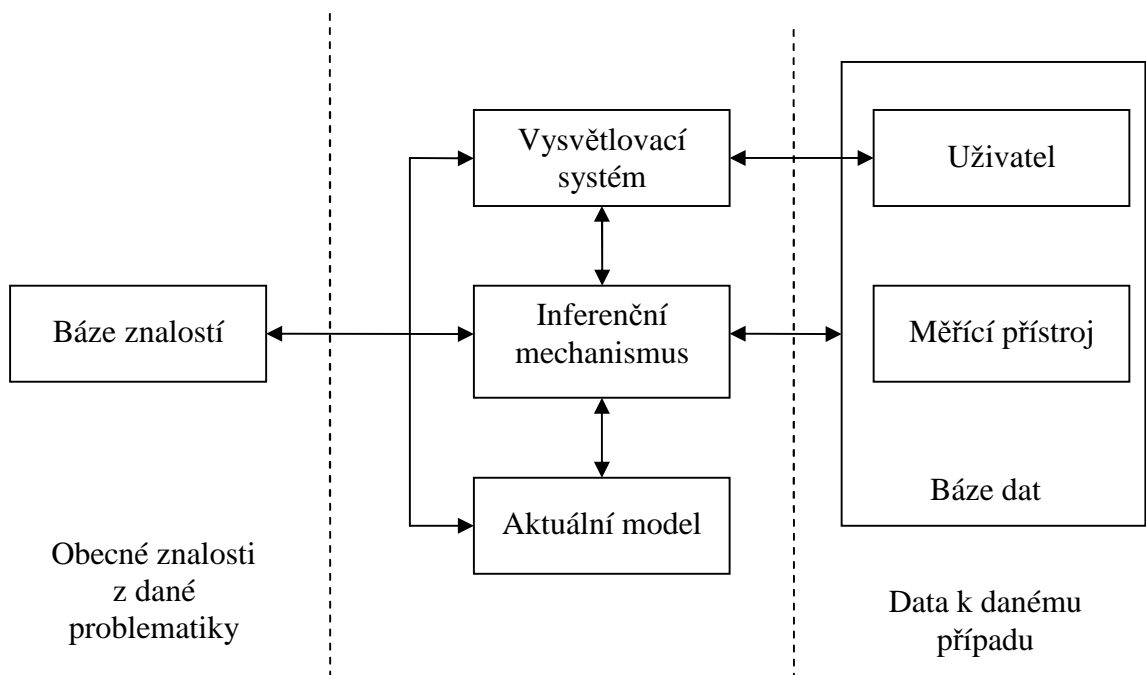 Vysvětlovací
systém
Uživatel
Báze znalostí
Inferenční
mechanismus
Měřící přístroj
Aktuální model
Báze dat
Obecné znalosti
z dané
problematiky
Data k danému
případu